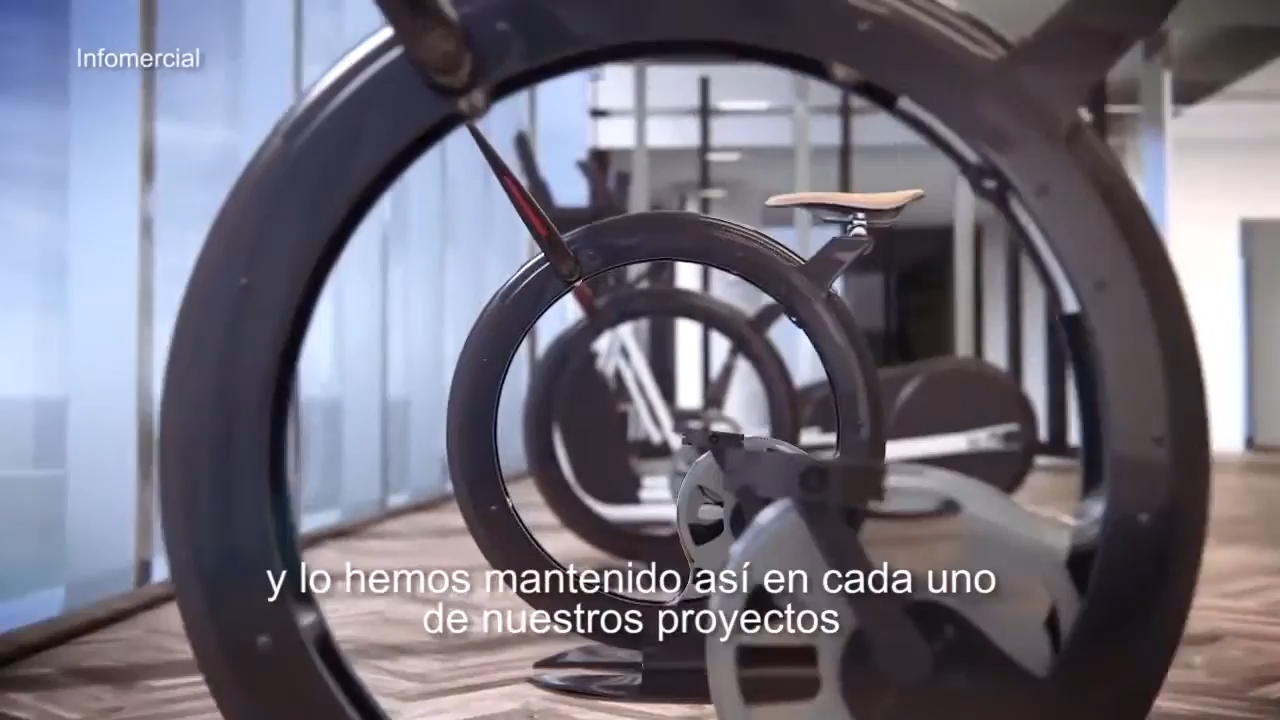 Infomercial
y lo hemos mantenido así en cada uno
de nuestros proyectos